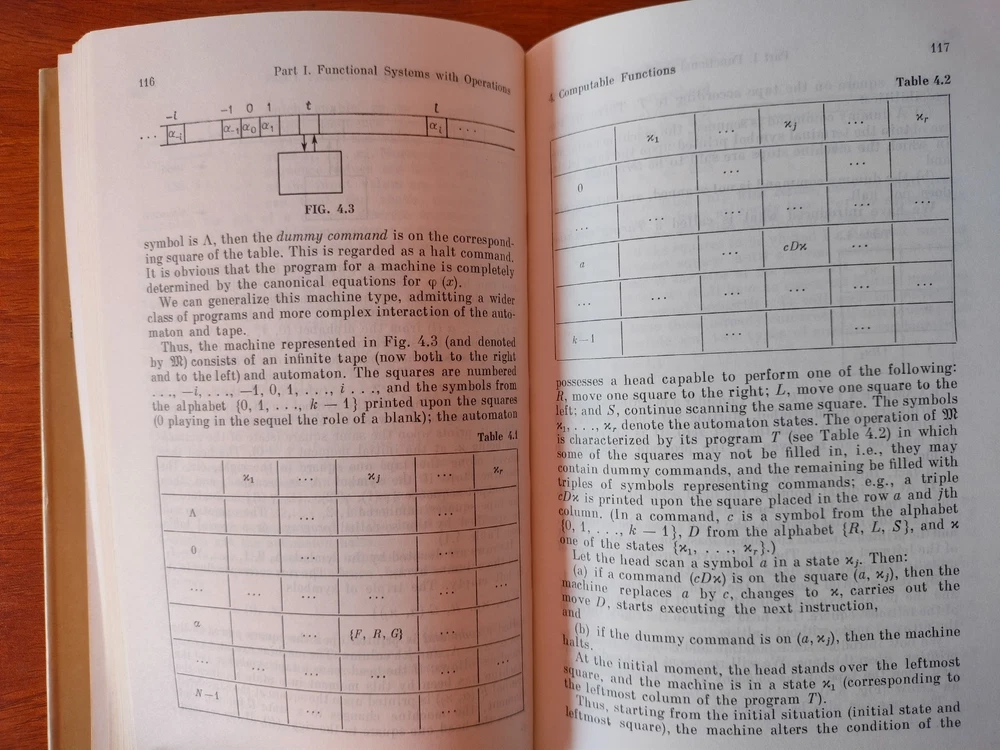 116
Part I. Functional Systems with Operations
-i -1 0 1 t i
... α₋ᵢ α₋₁ α₀ α₁ αᵢ ...
FIG. 4.3
symbol is Λ, then the dummy command is on the correspond-
ing square of the table. This is regarded as a halt command.
It is obvious that the program for a machine is completely
determined by the canonical equations for φ (x).
We can generalize this machine type, admitting a wider
class of programs and more complex interaction of the auto-
maton and tape.
Thus, the machine represented in Fig. 4.3 (and denoted
by 𝔐) consists of an infinite tape (now both to the right
and to the left) and automaton. The squares are numbered
..., −i, ..., −1, 0, 1, ..., i ..., and the symbols from
the alphabet {0, 1, ..., k − 1} printed upon the squares
(0 playing in the sequel the role of a blank); the automaton
Table 4.1
ϰ₁ ... ϰⱼ ... ϰᵣ
Λ ... ...
0 ... ...
... ... ... ... ...
a ... {F, R, G} ...
... ... ... ... ...
N−1 ... ...
4. Computable Functions
117
Table 4.2
ϰ₁ ... ϰⱼ ... ϰᵣ
0 ... ...
... ... ... ... ...
a cDϰ ...
... ... ... ... ... ...
k−1 ... ...
possesses a head capable to perform one of the following:
R, move one square to the right; L, move one square to the
left; and S, continue scanning the same square. The symbols
ϰ₁, ..., ϰᵣ denote the automaton states. The operation of 𝔐
is characterized by its program T (see Table 4.2) in which
some of the squares may not be filled in, i.e., they may
contain dummy commands, and the remaining be filled with
triples of symbols representing commands; e.g., a triple
cDϰ is printed upon the square placed in the row a and jth
column. (In a command, c is a symbol from the alphabet
{0, 1, ..., k − 1}, D from the alphabet {R, L, S}, and ϰ
one of the states {ϰ₁, ..., ϰᵣ}.)
Let the head scan a symbol a in a state ϰⱼ. Then:
(a) if a command (cDϰ) is on the square (a, ϰⱼ), then the
machine replaces a by c, changes to ϰ, carries out the
move D, starts executing the next instruction,
and
(b) if the dummy command is on (a, ϰⱼ), then the machine
halts.
At the initial moment, the head stands over the leftmost
square, and the machine is in a state ϰ₁ (corresponding to
the leftmost column of the program T).
Thus, starting from the initial situation (initial state and
leftmost square), the machine alters the condition of the